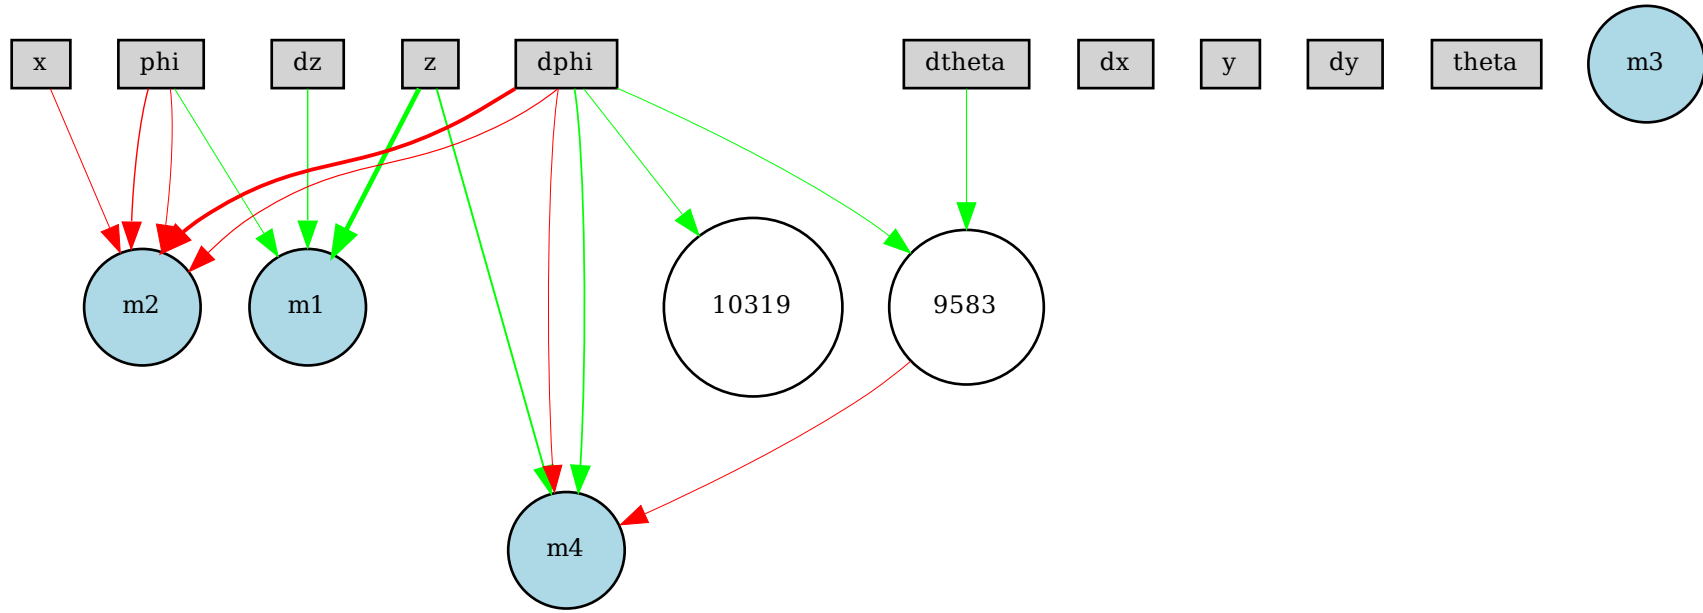 x
phi
dz
z
dphi
dtheta
dx
y
dy
theta
m3
m2
m1
10319
9583
m4